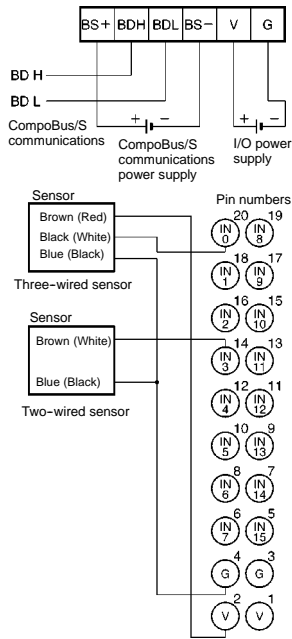 BS+ BDH BDL BS− V G
BD H
BD L
+ −
+ −
CompoBus/S
communications
CompoBus/S
communications
power supply
I/O power
supply
Sensor
Brown (Red)
Black (White)
Blue (Black)
Three-wired sensor
Sensor
Brown (White)
Blue (Black)
Two-wired sensor
Pin numbers
20 19
IN 0 IN 8
18 17
IN 1 IN 9
16 15
IN 2 IN 10
14 13
IN 3 IN 11
12 11
IN 4 IN 12
10 9
IN 5 IN 13
8 7
IN 6 IN 14
6 5
IN 7 IN 15
4 3
G G
2 1
V V